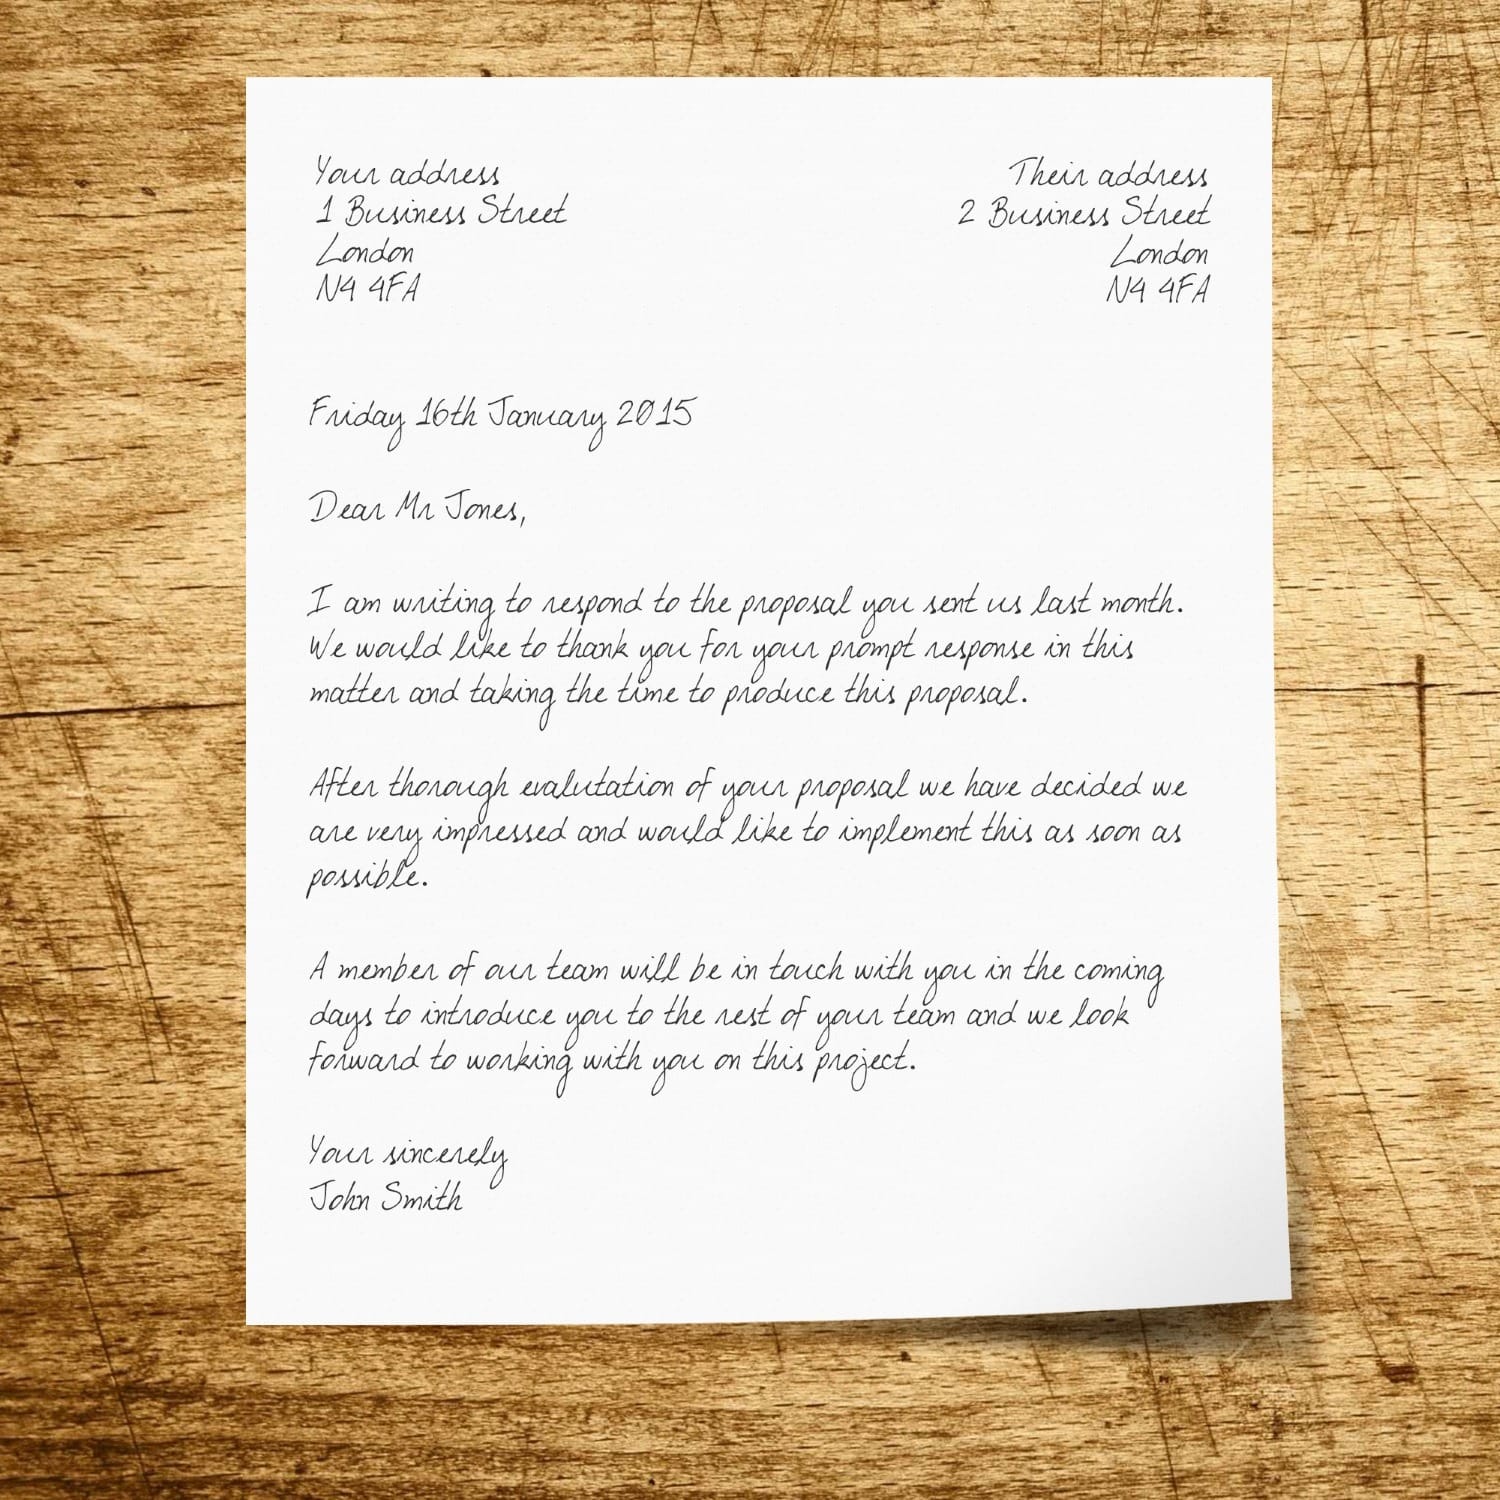 Your address
1 Business Street
London
N4 4FA
Their address
2 Business Street
London
N4 4FA
Friday 16th January 2015
Dear Mr Jones,
I am writing to respond to the proposal you sent us last month.
We would like to thank you for your prompt response in this
matter and taking the time to produce this proposal.
After thorough evalutation of your proposal we have decided we
are very impressed and would like to implement this as soon as
possible.
A member of our team will be in touch with you in the coming
days to introduce you to the rest of your team and we look
forward to working with you on this project.
Your sincerely
John Smith